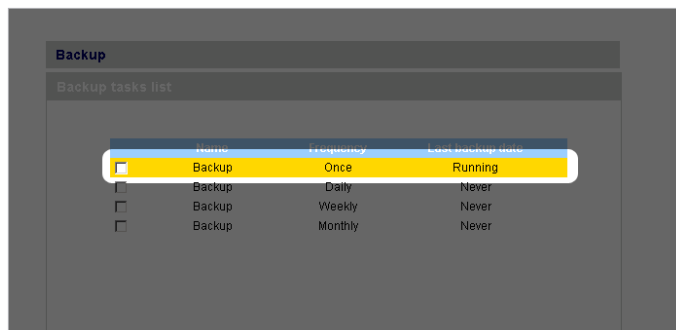 Backup
Backup tasks list
Name Frequency Last backup date
Backup Once Running
Backup Daily Never
Backup Weekly Never
Backup Monthly Never